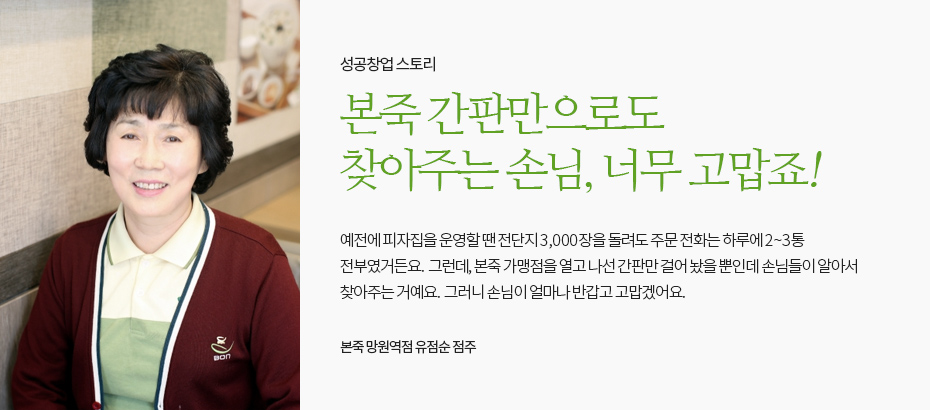 성공창업 스토리
본죽 간판만으로도
찾아주는 손님, 너무 고맙죠!
예전에 피자집을 운영할 땐 전단지 3,000장을 돌려도 주문 전화는 하루에 2~3통
전부였거든요. 그런데, 본죽 가맹점을 열고 나선 간판만 걸어 놨을 뿐인데 손님들이 알아서
찾아주는 거예요. 그러니 손님이 얼마나 반갑고 고맙겠어요.
본죽 망원역점 유점순 점주
BON